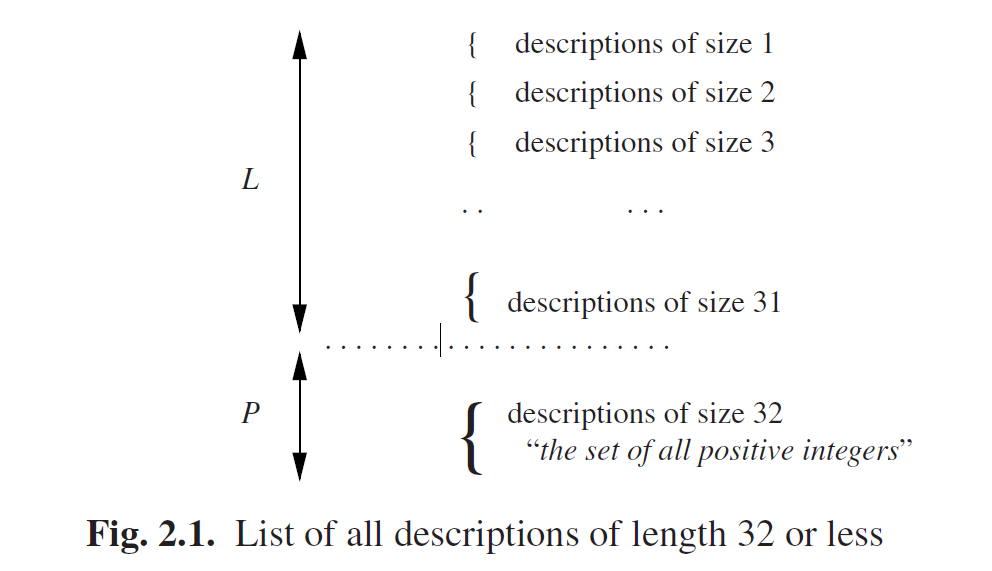 { descriptions of size 1
{ descriptions of size 2
{ descriptions of size 3
L
. . . . .
{ descriptions of size 31
. . . . . . . . . . . . . . . . . . . . . . .
P
{ descriptions of size 32
“the set of all positive integers”
Fig. 2.1. List of all descriptions of length 32 or less